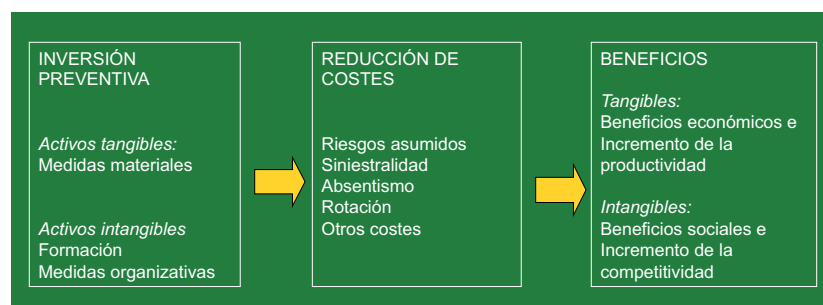 INVERSIÓN
PREVENTIVA
Activos tangibles:
Medidas materiales
Activos intangibles
Formación
Medidas organizativas
REDUCCIÓN DE
COSTES
Riesgos asumidos
Siniestralidad
Absentismo
Rotación
Otros costes
BENEFICIOS
Tangibles:
Beneficios económicos e
Incremento de la
productividad
Intangibles:
Beneficios sociales e
Incremento de la
competitividad